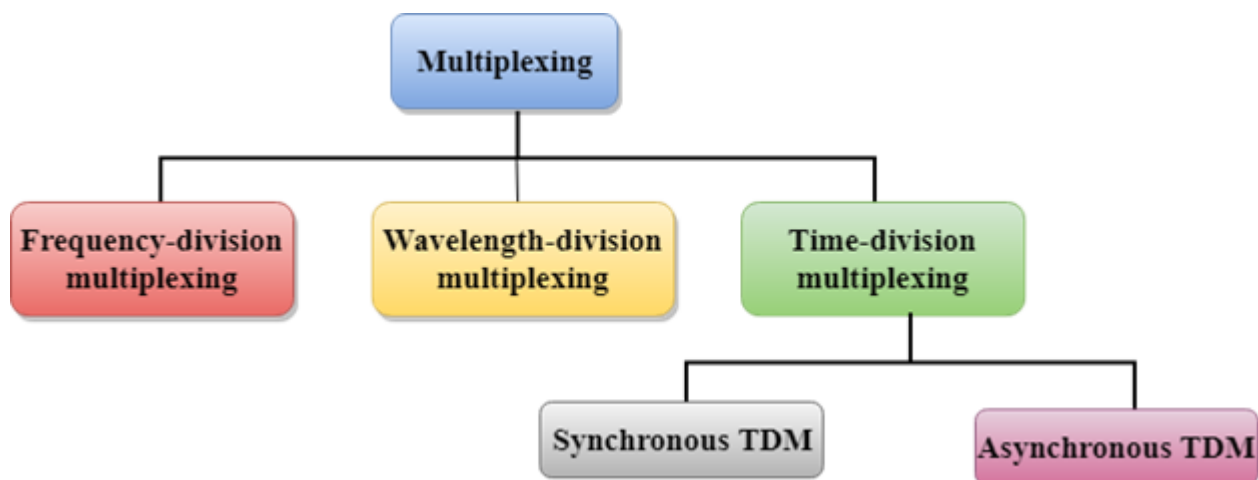 Multiplexing
Frequency-division
multiplexing
Wavelength-division
multiplexing
Time-division
multiplexing
Synchronous TDM
Asynchronous TDM